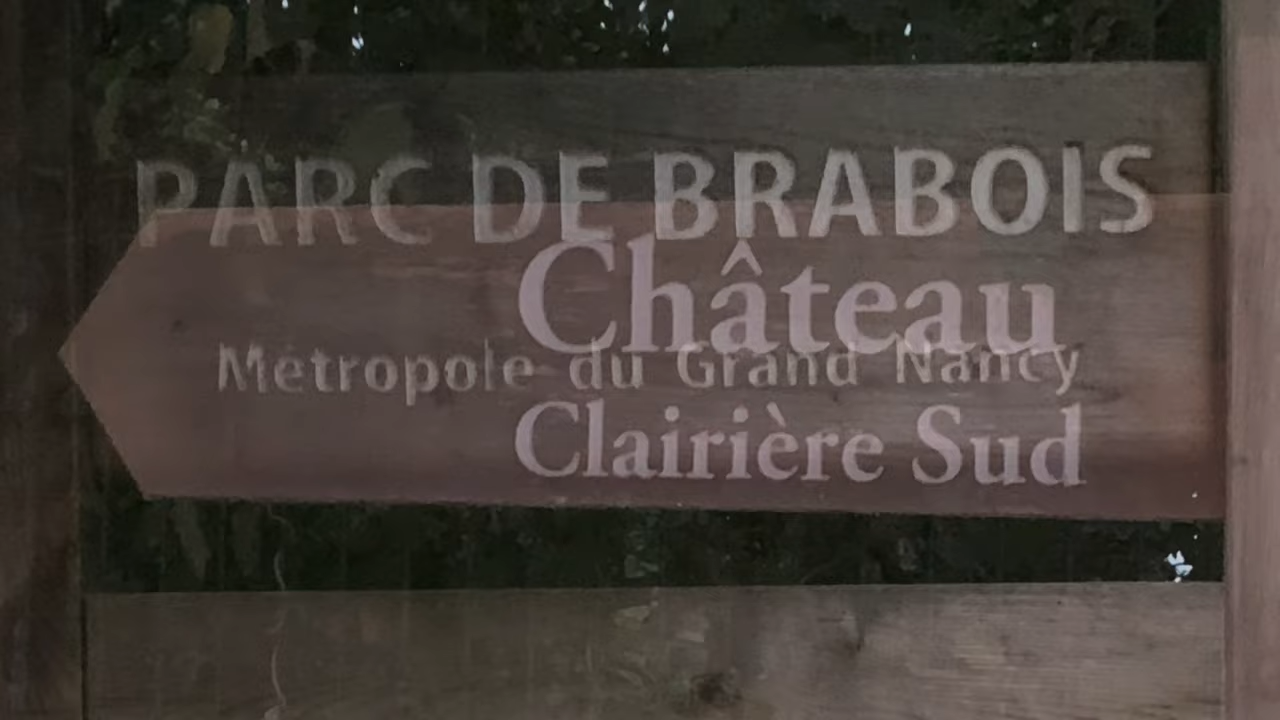 PARC DE BRABOIS
Château
Métropole du Grand Nancy
Clairière Sud